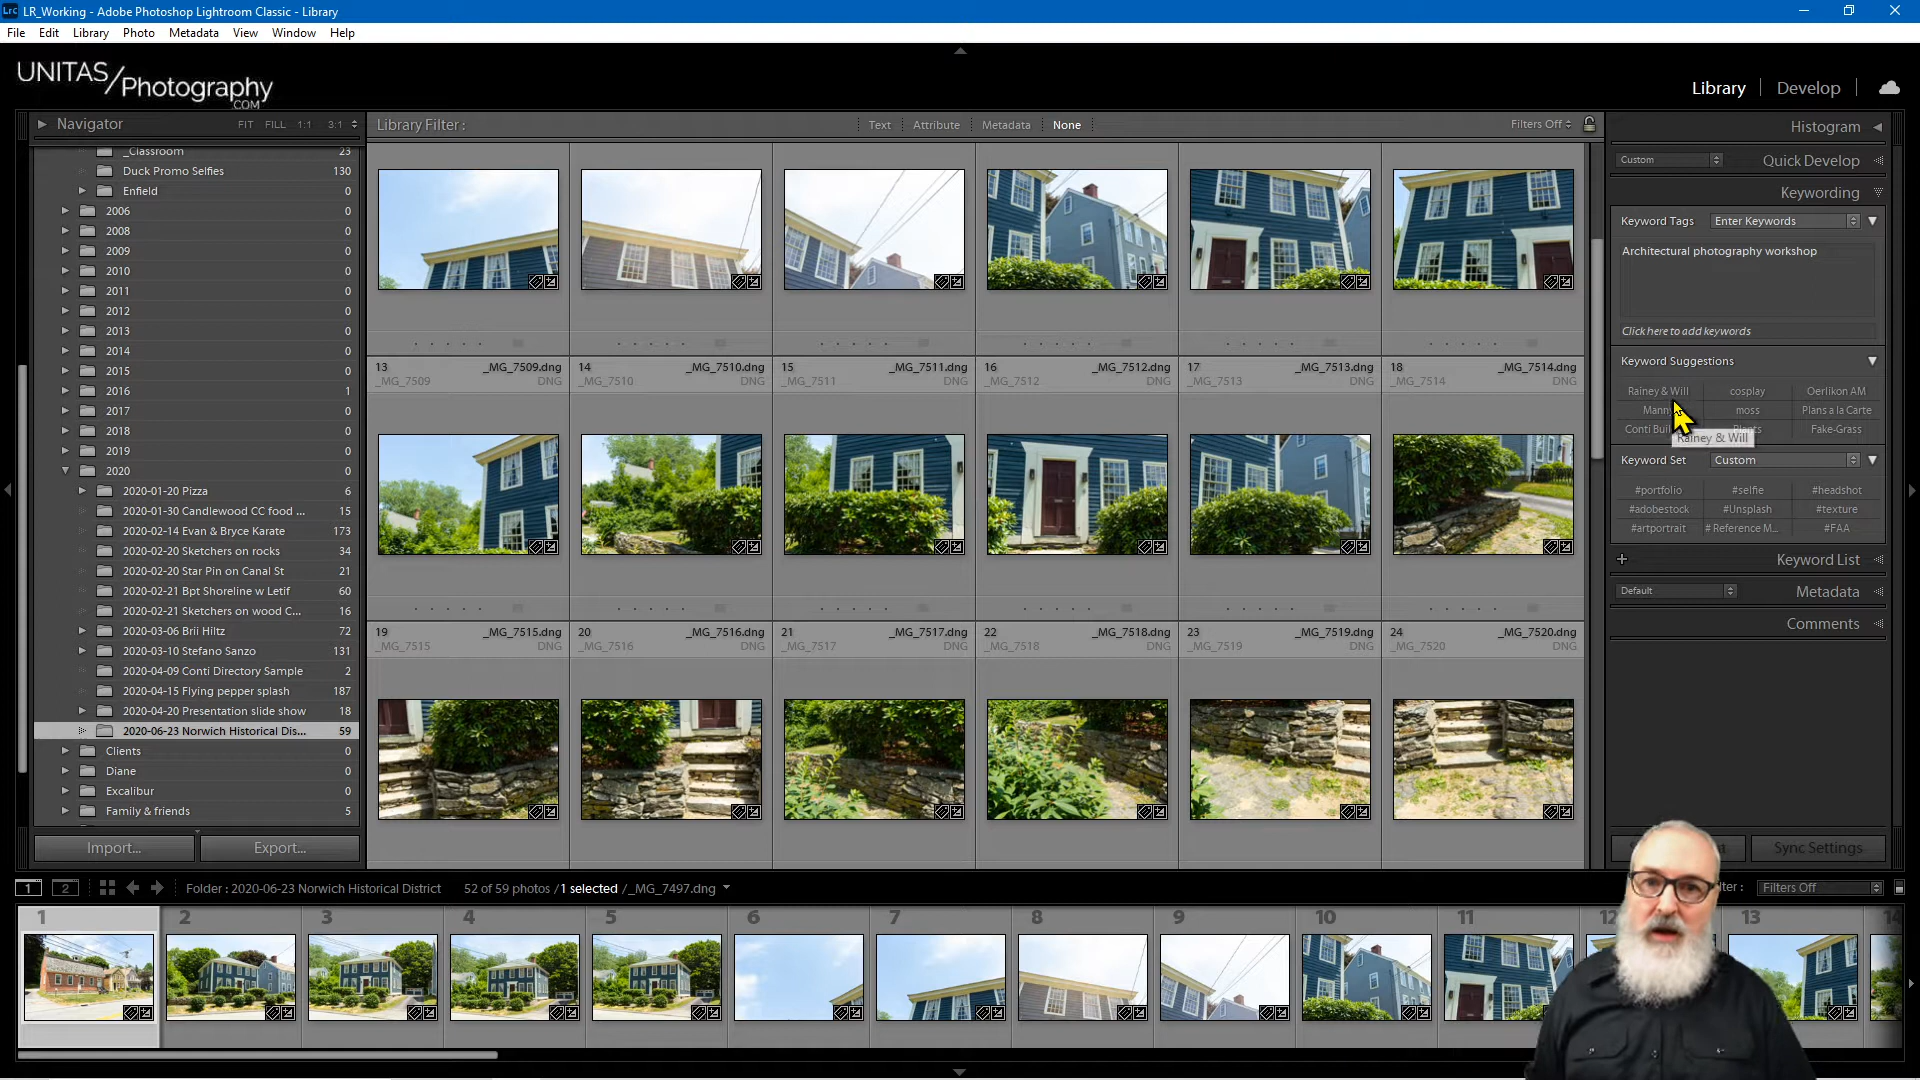 LR_Working - Adobe Photoshop Lightroom Classic - Library
File Edit Library Photo Metadata View Window Help
UNITAS/Photography
.COM
Library | Develop
Navigator FIT FILL 1:1 3:1
Library Filter : Text Attribute Metadata None Filters Off
Histogram
Custom Quick Develop
Keywording
_Classroom 23
Duck Promo Selfies 130
Enfield 0
2006 0
2008 0
2009 0
2010 0
2011 0
2012 0
2013 0
2014 0
2015 0
2016 1
2017 0
2018 0
2019 0
2020 0
2020-01-20 Pizza 6
2020-01-30 Candlewood CC food ... 15
2020-02-14 Evan & Bryce Karate 173
2020-02-20 Sketchers on rocks 34
2020-02-20 Star Pin on Canal St 21
2020-02-21 Bpt Shoreline w Letif 60
2020-02-21 Sketchers on wood C... 16
2020-03-06 Brii Hiltz 72
2020-03-10 Stefano Sanzo 131
2020-04-09 Conti Directory Sample 2
2020-04-15 Flying pepper splash 187
2020-04-20 Presentation slide show 18
2020-06-23 Norwich Historical Dis... 59
Clients 0
Diane 0
Excalibur 0
Family & friends 5
Import... Export...
13 _MG_7509.dng 14 _MG_7510.dng 15 _MG_7511.dng 16 _MG_7512.dng 17 _MG_7513.dng 18 _MG_7514.dng
_MG_7509 DNG _MG_7510 DNG _MG_7511 DNG _MG_7512 DNG _MG_7513 DNG _MG_7514 DNG
19 _MG_7515.dng 20 _MG_7516.dng 21 _MG_7517.dng 22 _MG_7518.dng 23 _MG_7519.dng 24 _MG_7520.dng
_MG_7515 DNG _MG_7516 DNG _MG_7517 DNG _MG_7518 DNG _MG_7519 DNG _MG_7520 DNG
Keyword Tags Enter Keywords
Architectural photography workshop
Click here to add keywords
Keyword Suggestions
Rainey & Will cosplay Oerlikon AM
moss Plans a la Carte
Conti Fake-Grass
Rainey & Will
Keyword Set Custom
#portfolio #selfie #headshot
#adobestock #Unsplash #texture
#artportrait # Reference M... #FAA
+ Keyword List
Default Metadata
Comments
Sync Settings
1 2 Folder : 2020-06-23 Norwich Historical District 52 of 59 photos / 1 selected / _MG_7497.dng Filters Off
1 2 3 4 5 6 7 8 9 10 11 12 13 14